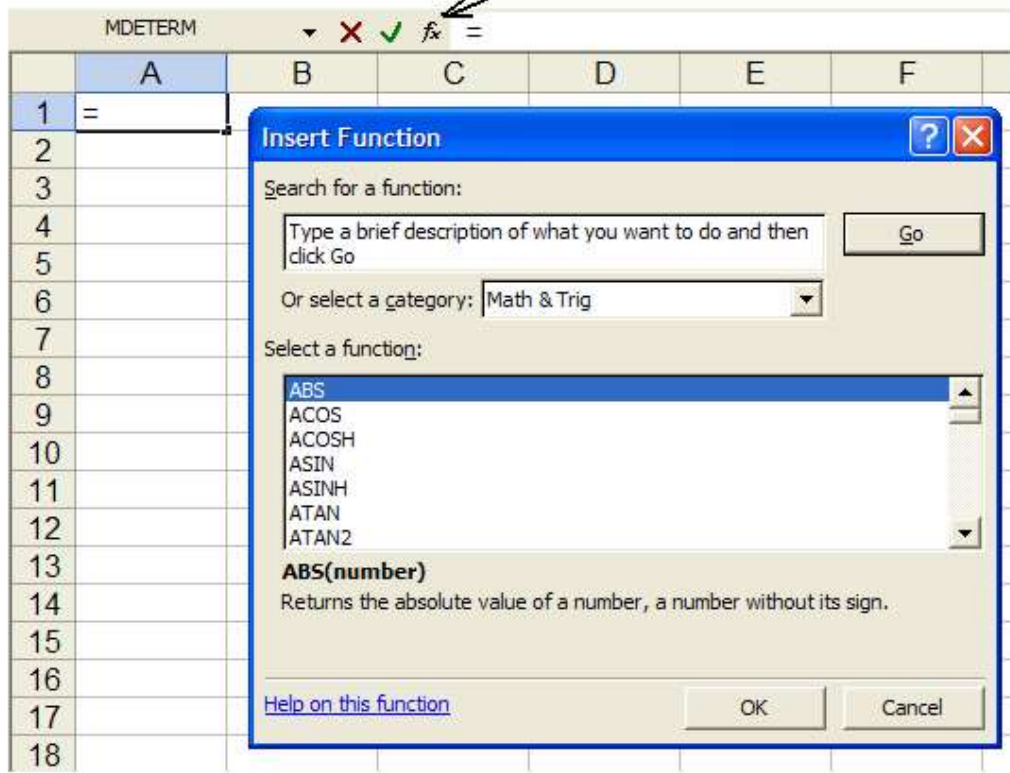 MDETERM fx =
A B C D E F
1 =
2
3
4
5
6
7
8
9
10
11
12
13
14
15
16
17
18
Insert Function ?
Search for a function:
Type a brief description of what you want to do and then
click Go
Go
Or select a category: Math & Trig
Select a function:
ABS
ACOS
ACOSH
ASIN
ASINH
ATAN
ATAN2
ABS(number)
Returns the absolute value of a number, a number without its sign.
Help on this function
OK
Cancel